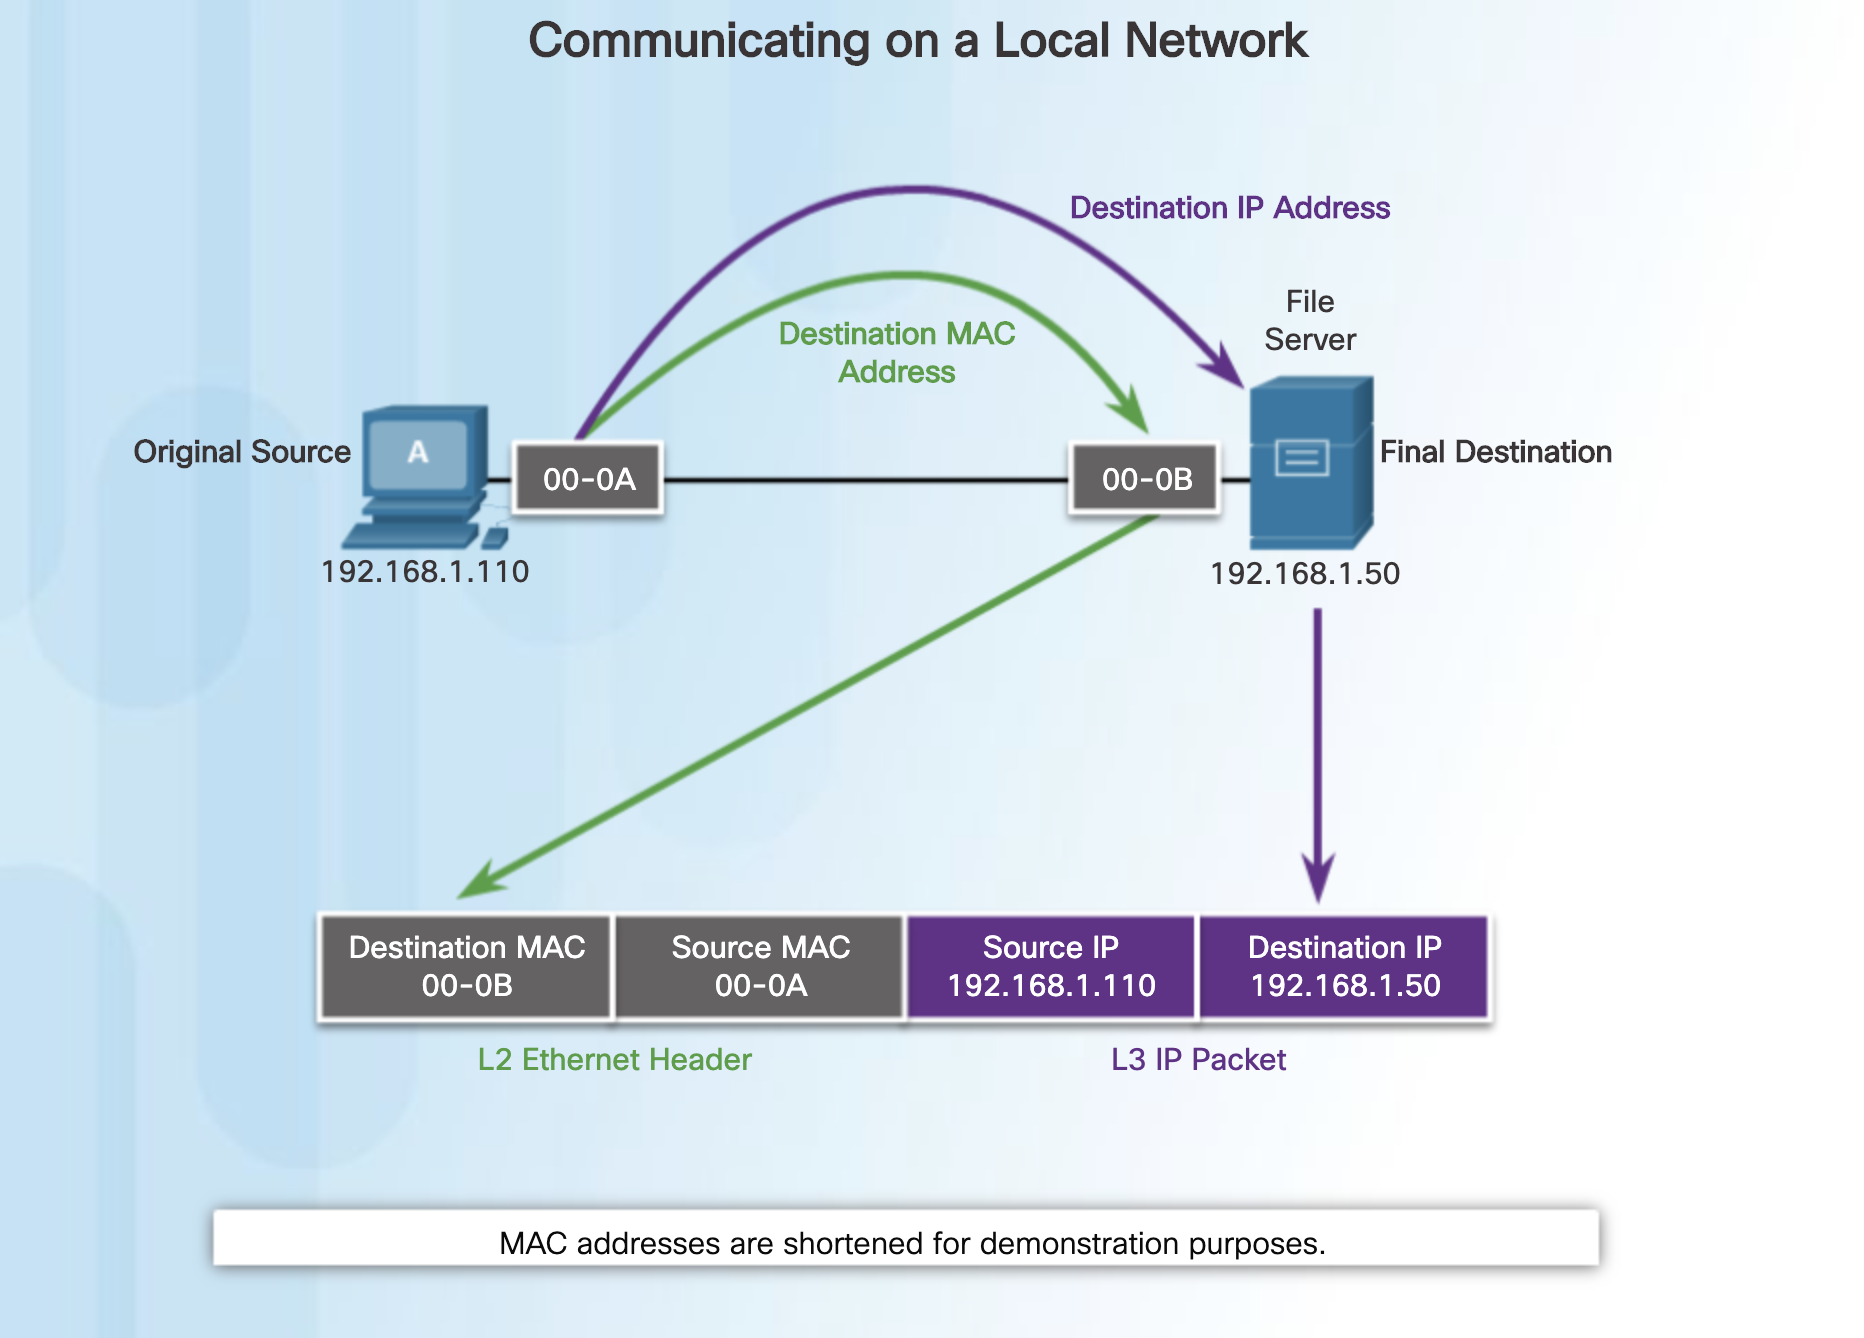 Communicating on a Local Network
Destination IP Address
File
Server
Destination MAC
Address
Original Source
A
00-0A
00-0B
Final Destination
192.168.1.110
192.168.1.50
Destination MAC
00-0B
Source MAC
00-0A
Source IP
192.168.1.110
Destination IP
192.168.1.50
L2 Ethernet Header
L3 IP Packet
MAC addresses are shortened for demonstration purposes.